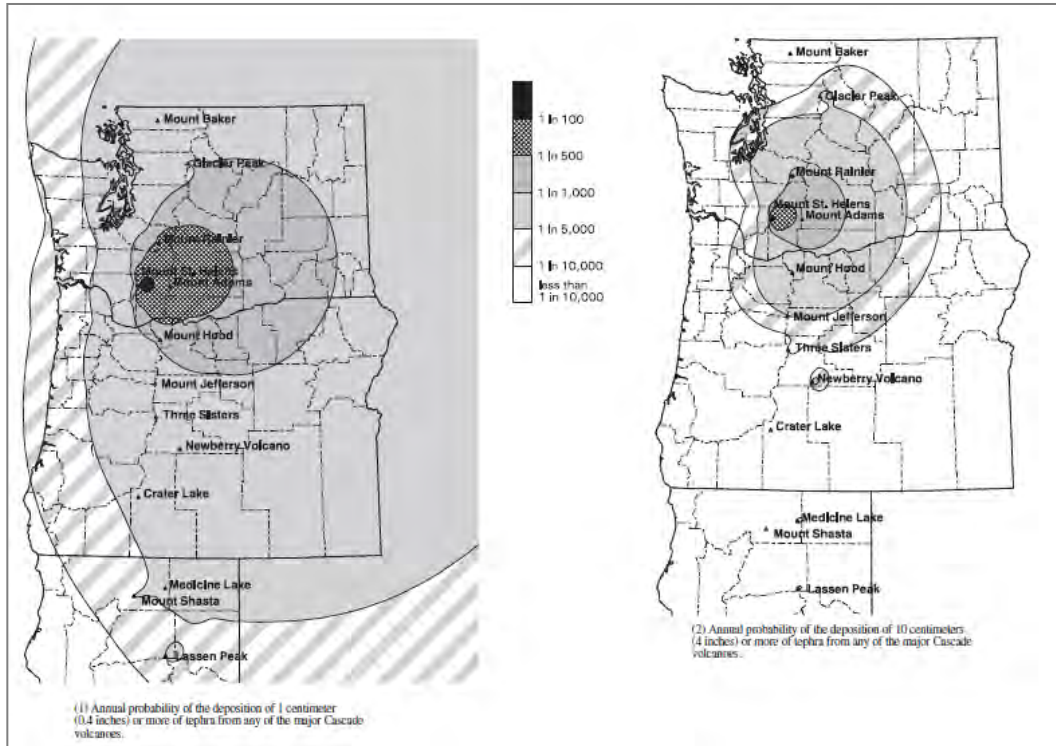 Mount Baker
Glacier Peak
Mount Rainier
Mount St. Helens
Mount Adams
Mount Hood
Mount Jefferson
Three Sisters
Newberry Volcano
Crater Lake
Medicine Lake
Mount Shasta
Lassen Peak
(1) Annual probability of the deposition of 1 centimeter
(0.4 inches) or more of tephra from any of the major Cascade
volcanoes.
1 in 100
1 in 500
1 in 1,000
1 in 5,000
1 in 10,000
less than
1 in 10,000
Mount Baker
Glacier Peak
Mount Rainier
Mount St. Helens
Mount Adams
Mount Hood
Mount Jefferson
Three Sisters
Newberry Volcano
Crater Lake
Medicine Lake
Mount Shasta
Lassen Peak
(2) Annual probability of the deposition of 10 centimeters
(4 inches) or more of tephra from any of the major Cascade
volcanoes.